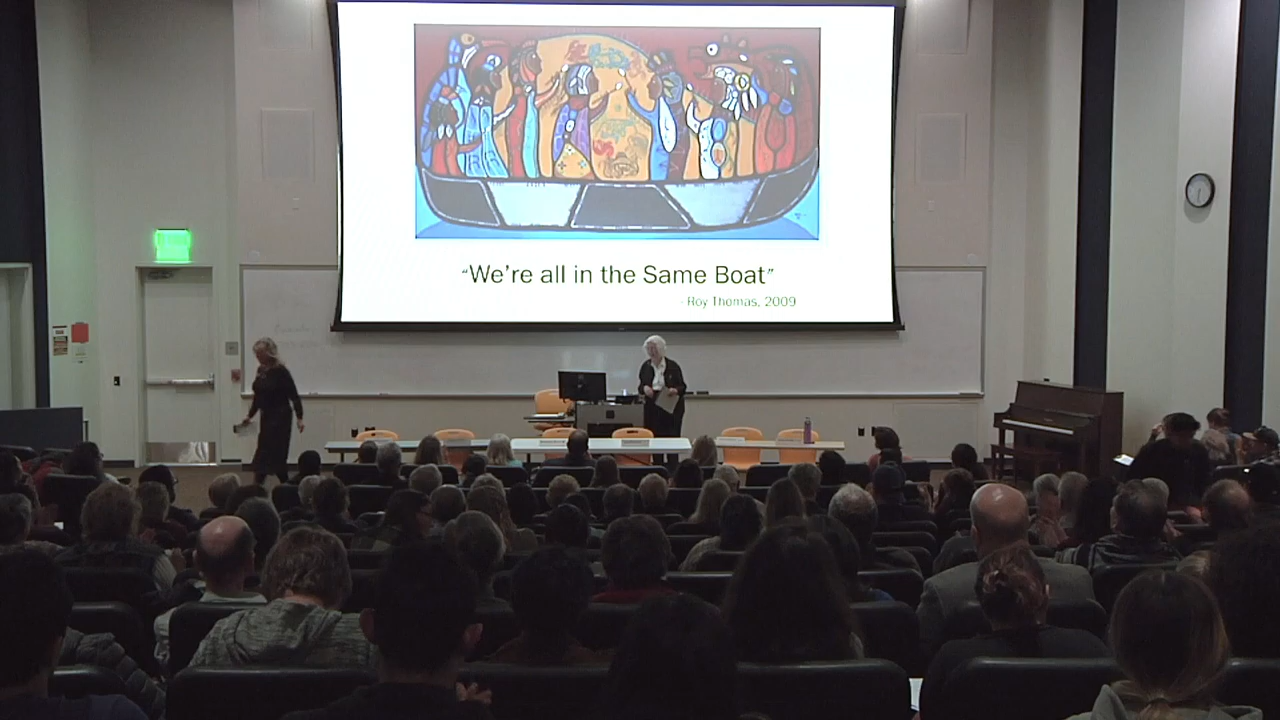 “We’re all in the Same Boat”
- Roy Thomas, 2009